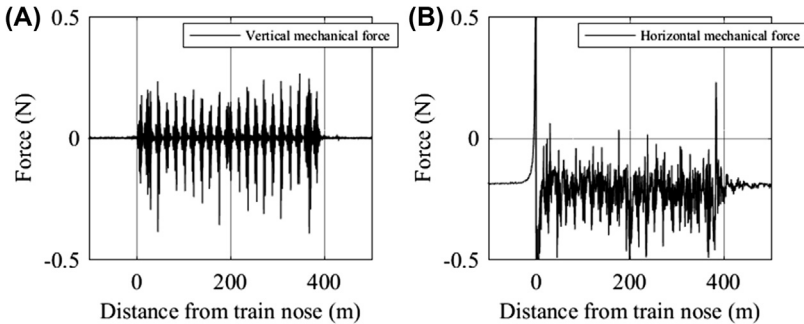 (A)
0.5
Vertical mechanical force
Force (N)
0
-0.5
0
200
400
Distance from train nose (m)
(B)
0.5
Horizontal mechanical force
Force (N)
0
-0.5
0
200
400
Distance from train nose (m)